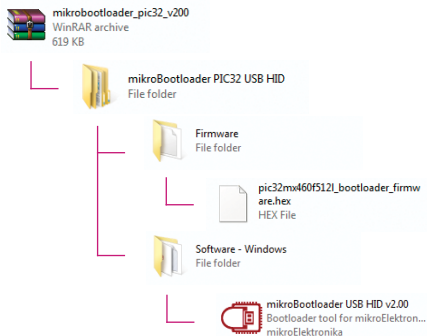 mikrobootloader_pic32_v200
WinRAR archive
619 KB
mikroBootloader PIC32 USB HID
File folder
Firmware
File folder
pic32mx460f512l_bootloader_firmw
are.hex
HEX File
Software - Windows
File folder
mikroBootloader USB HID v2.00
Bootloader tool for mikroElektron...
mikroElektronika